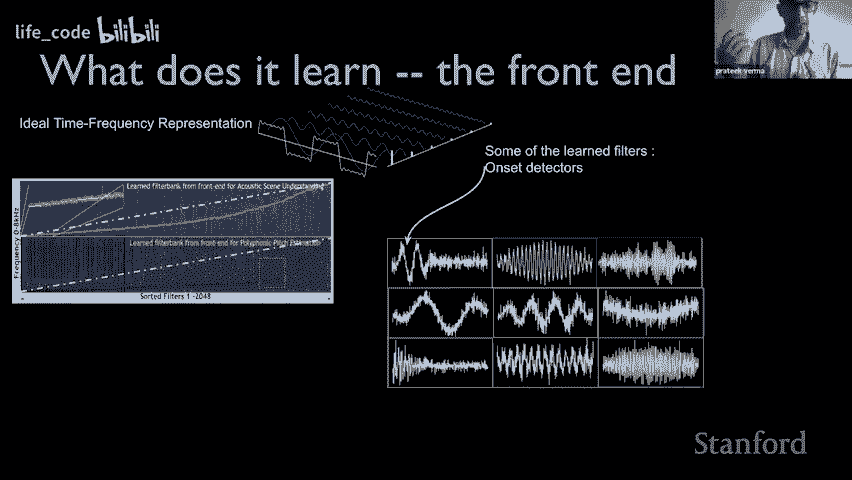 life_code bilibili
What does it learn -- the front end
prateek verma
Ideal Time-Frequency Representation
Some of the learned filters :
Onset detectors
Learned filterbank from front-end for Acoustic Scene Understanding
Learned filterbank from front-end for Polyphonic Pitch Estimation
Frequency 0-8kHz
Sorted Filters 1 -2048
Stanford